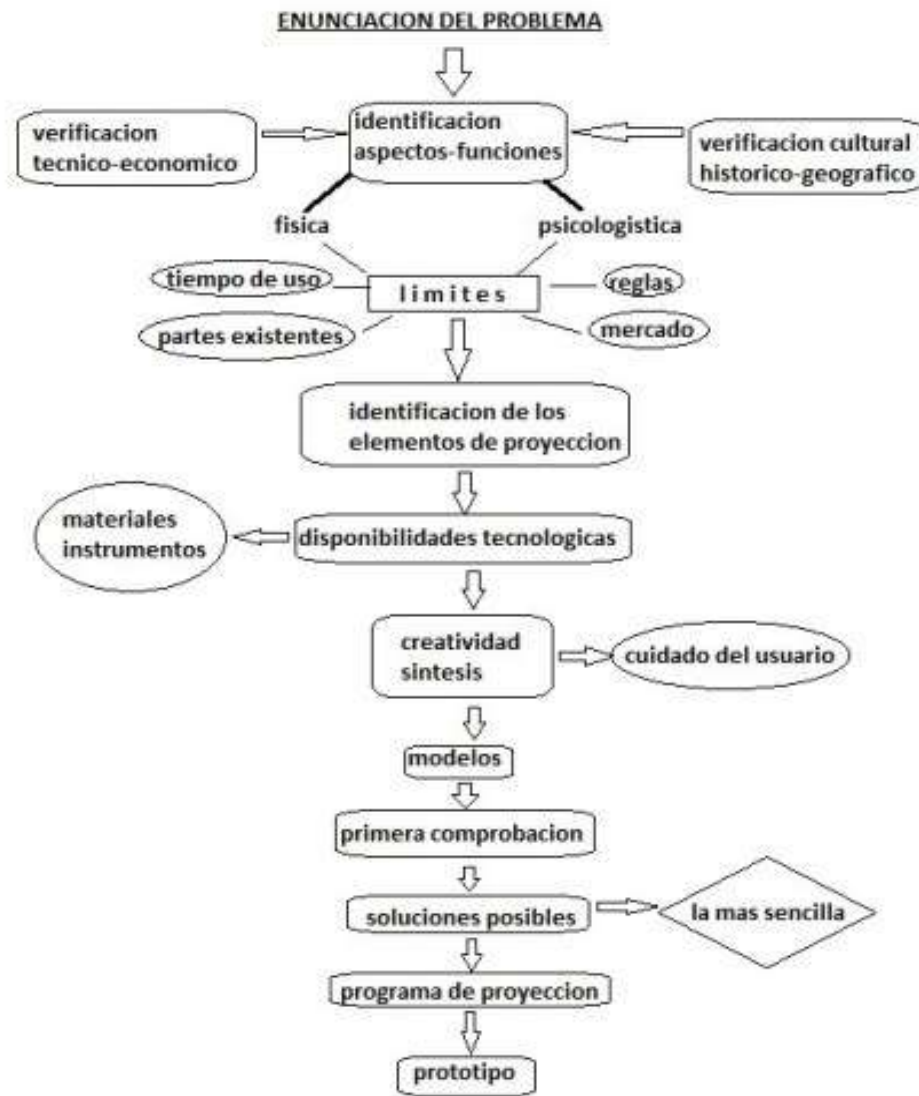 ENUNCIACION DEL PROBLEMA
verificacion
tecnico-economico
identificacion
aspectos-funciones
verificacion cultural
historico-geografico
fisica
psicologistica
tiempo de uso
limites
reglas
partes existentes
mercado
identificacion de los
elementos de proyeccion
materiales
instrumentos
disponibilidades tecnologicas
creatividad
sintesis
cuidado del usuario
modelos
primera comprobacion
soluciones posibles
la mas sencilla
programa de proyeccion
prototipo